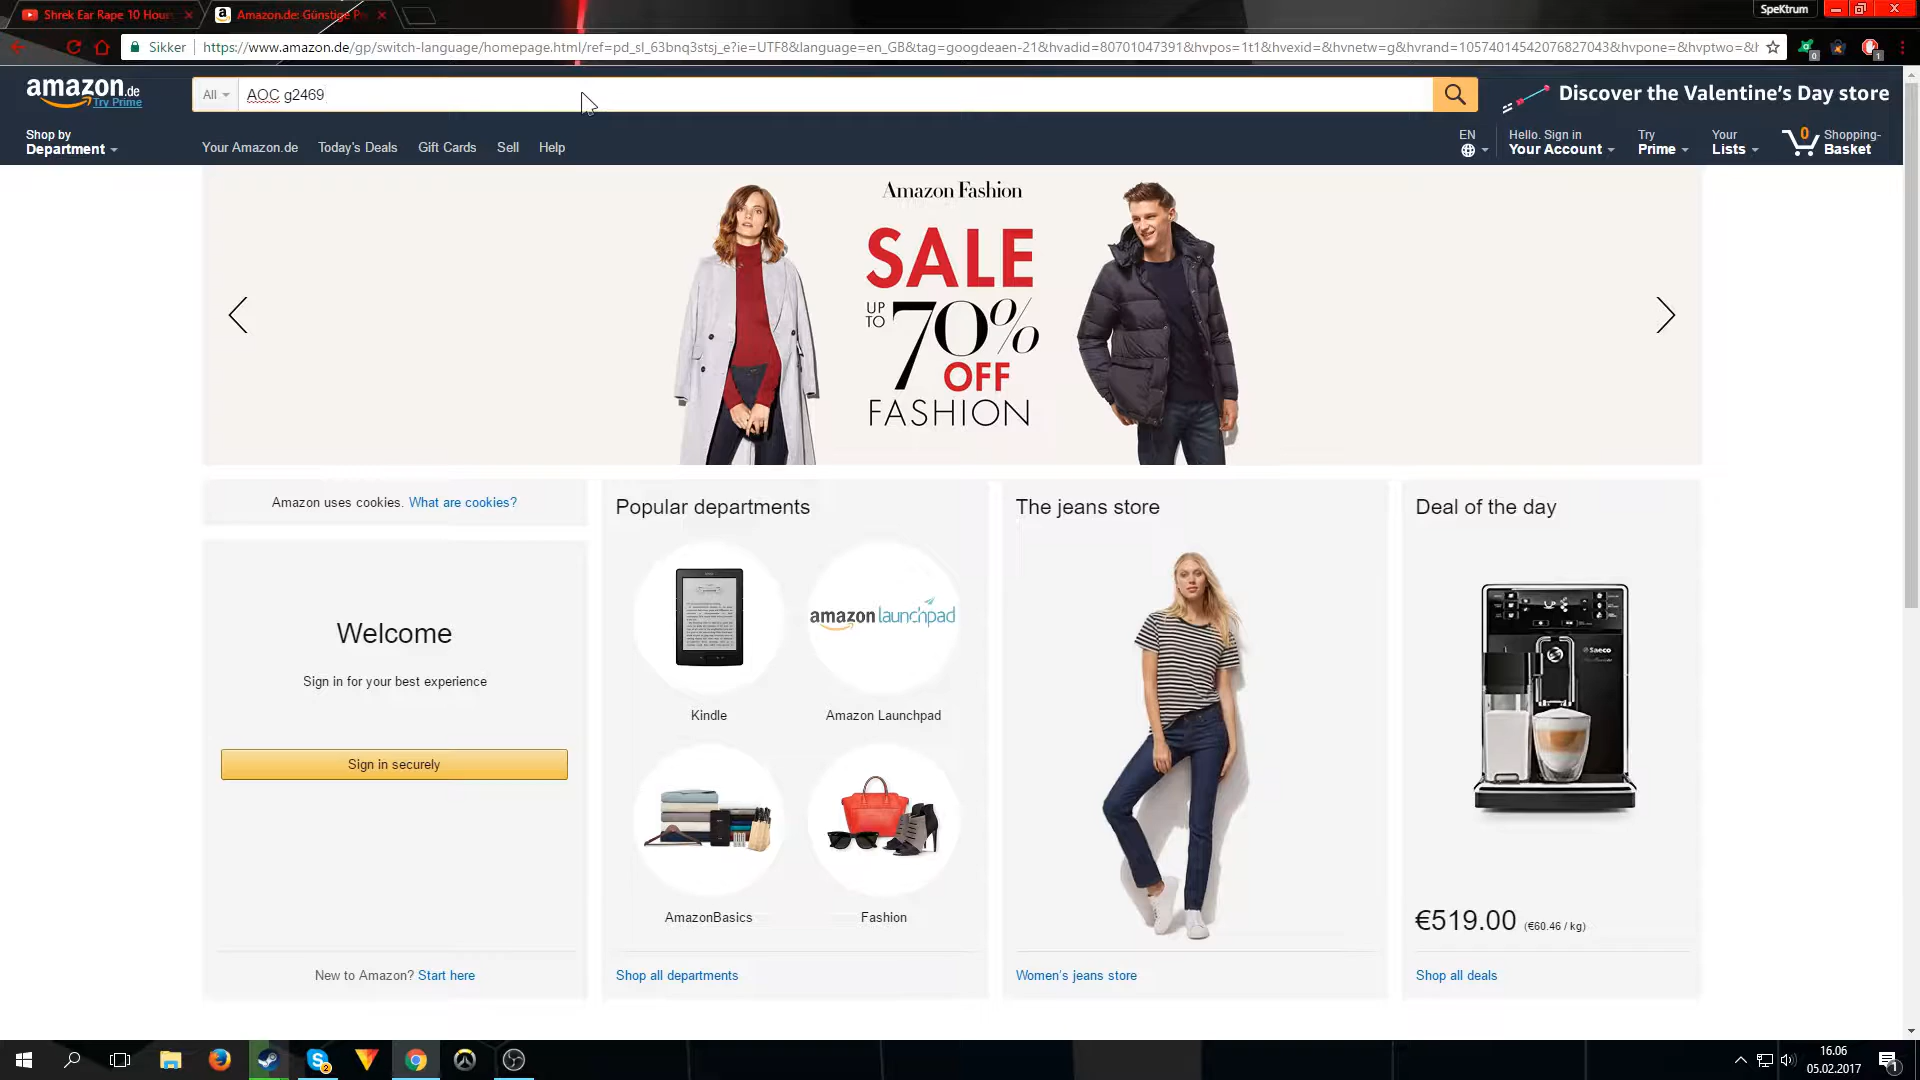 Shrek Ear Rape 10 Hou
Amazon.de: Günstige P
SpeKtrum
Sikker
https://www.amazon.de/gp/switch-language/homepage.html/ref=pd_sl_63bnq3stsj_e?ie=UTF8&language=en_GB&tag=googdeaen-21&hvadid=80701047391&hvpos=1t1&hvexid=&hvnetw=g&hvrand=10574014542076827043&hvpone=&hvptwo=&h
0
1
amazon.de
Try Prime
All
AOC g2469
Discover the Valentine's Day store
Shop by
Department
Your Amazon.de
Today's Deals
Gift Cards
Sell
Help
EN
Hello. Sign in
Your Account
Try
Prime
Your
Lists
0
Shopping-
Basket
Amazon Fashion
SALE
UP
TO
70%
OFF
FASHION
Amazon uses cookies. What are cookies?
Welcome
Sign in for your best experience
Sign in securely
New to Amazon? Start here
Popular departments
amazon launchpad
Kindle
Amazon Launchpad
AmazonBasics
Fashion
Shop all departments
The jeans store
Women's jeans store
Deal of the day
Saeco
€519.00 (€60.46 / kg)
Shop all deals
2
16.06
05.02.2017
1